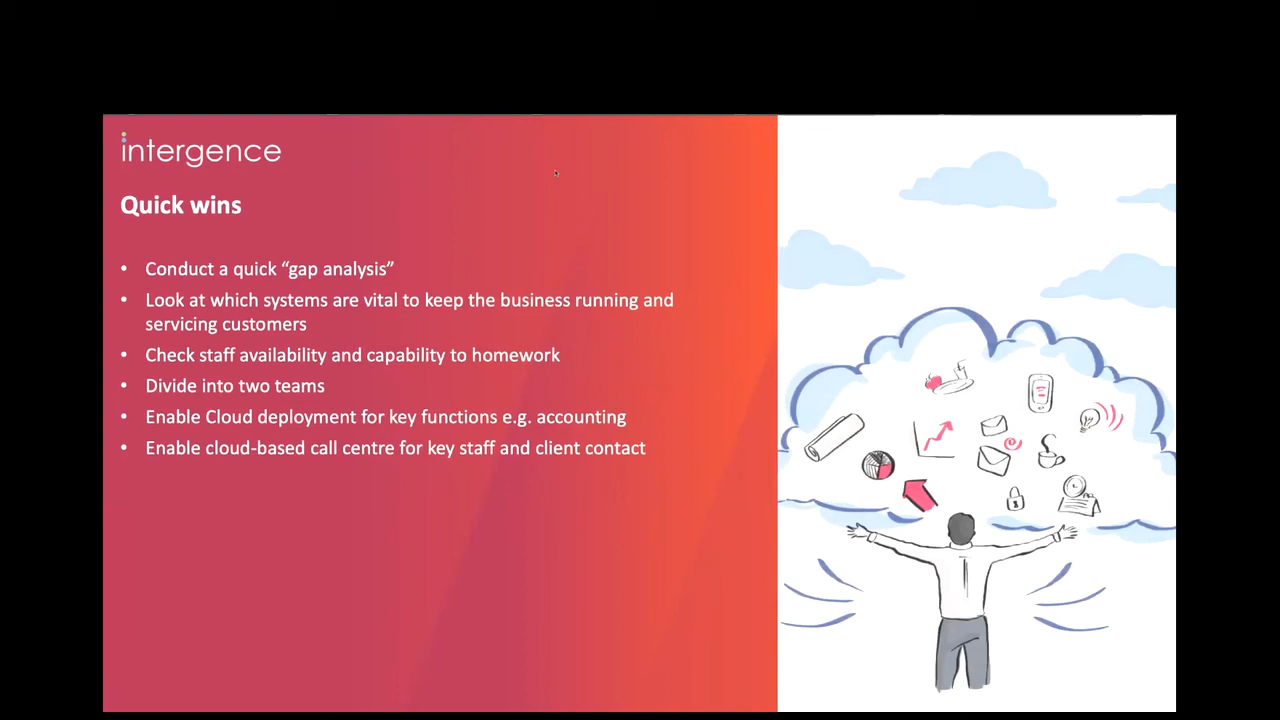 intergence
Quick wins
• Conduct a quick “gap analysis”
• Look at which systems are vital to keep the business running and
servicing customers
• Check staff availability and capability to homework
• Divide into two teams
• Enable Cloud deployment for key functions e.g. accounting
• Enable cloud-based call centre for key staff and client contact